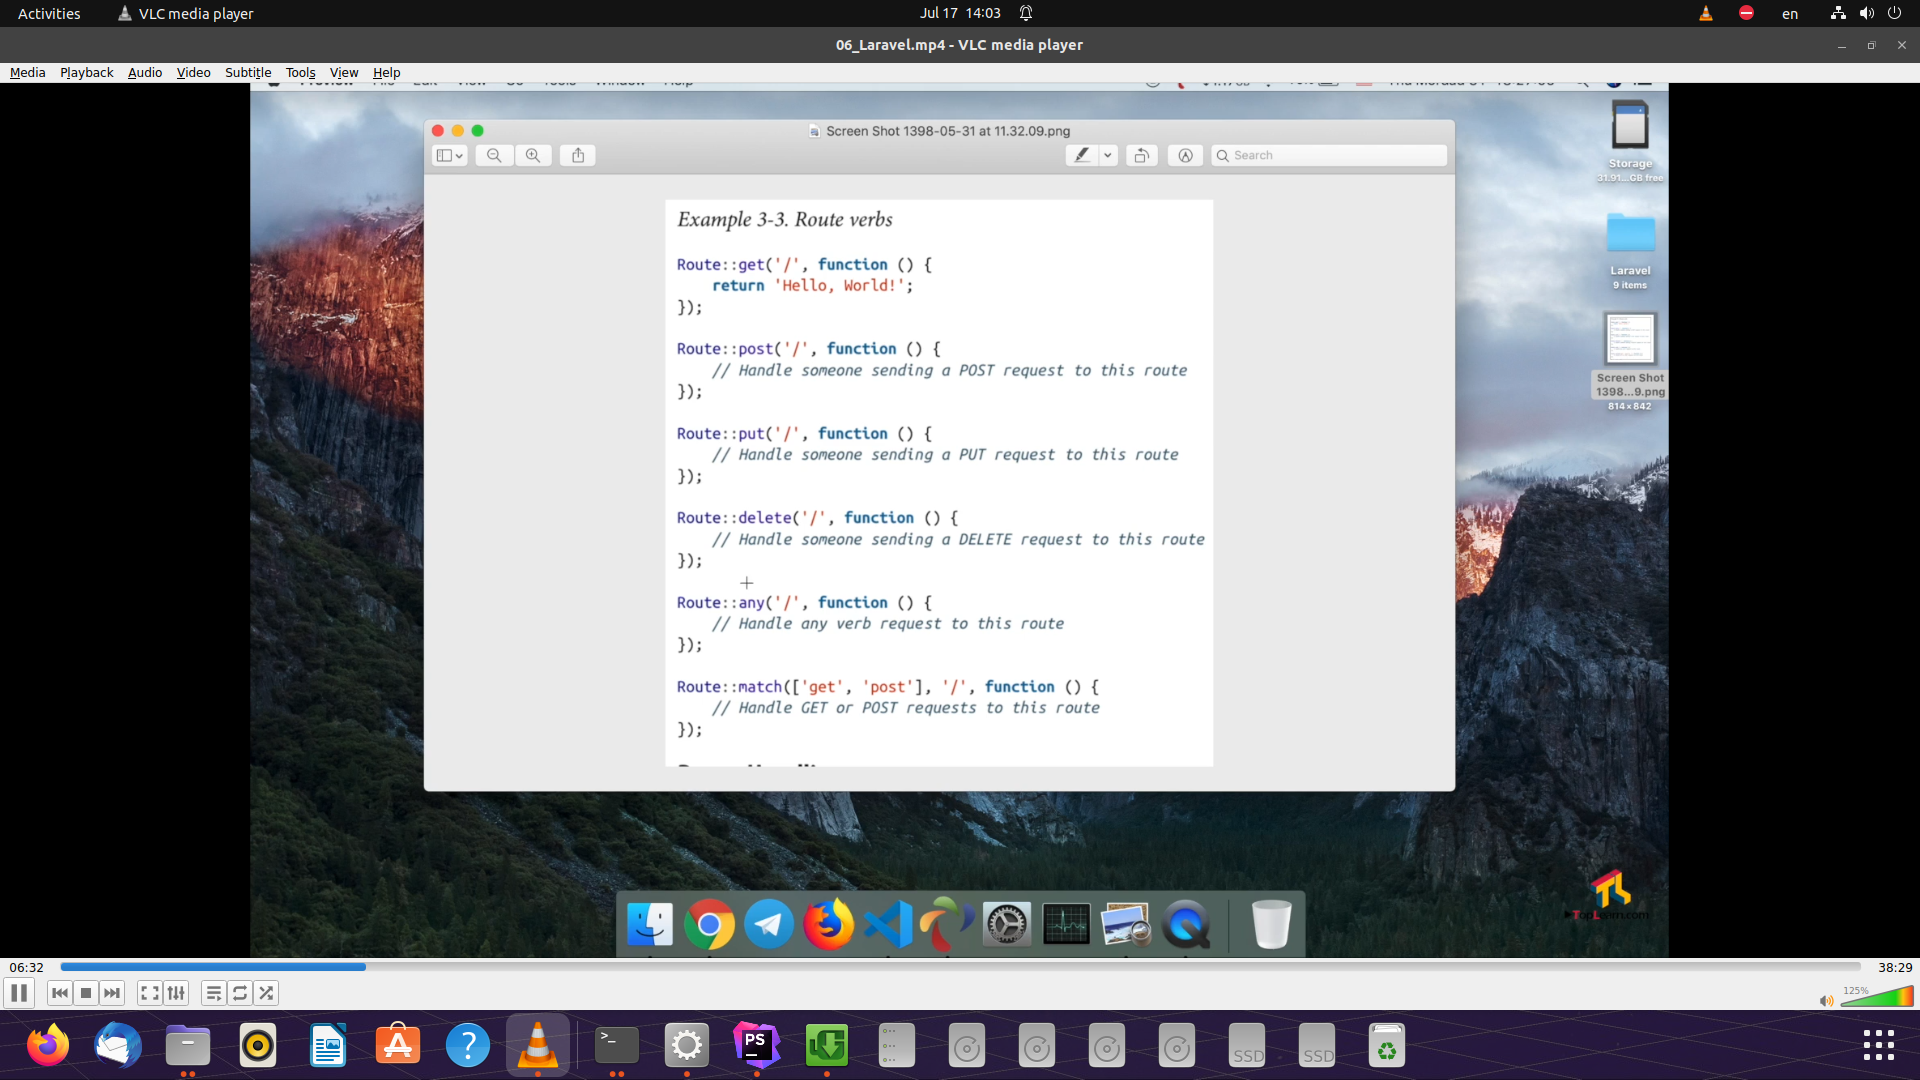 Activities
VLC media player
Jul 17 14:03
en
06_Laravel.mp4 - VLC media player
Media Playback Audio Video Subtitle Tools View Help
Screen Shot 1398-05-31 at 11.32.09.png
Search
Storage
31.91...GB free
Laravel
9 items
Screen Shot
1398...9.png
814×842
Example 3-3. Route verbs
Route::get('/', function () {
    return 'Hello, World!';
});
Route::post('/', function () {
    // Handle someone sending a POST request to this route
});
Route::put('/', function () {
    // Handle someone sending a PUT request to this route
});
Route::delete('/', function () {
    // Handle someone sending a DELETE request to this route
});
Route::any('/', function () {
    // Handle any verb request to this route
});
Route::match(['get', 'post'], '/', function () {
    // Handle GET or POST requests to this route
});
TopLearn.com
06:32
38:29
125%
PS
SSD
SSD